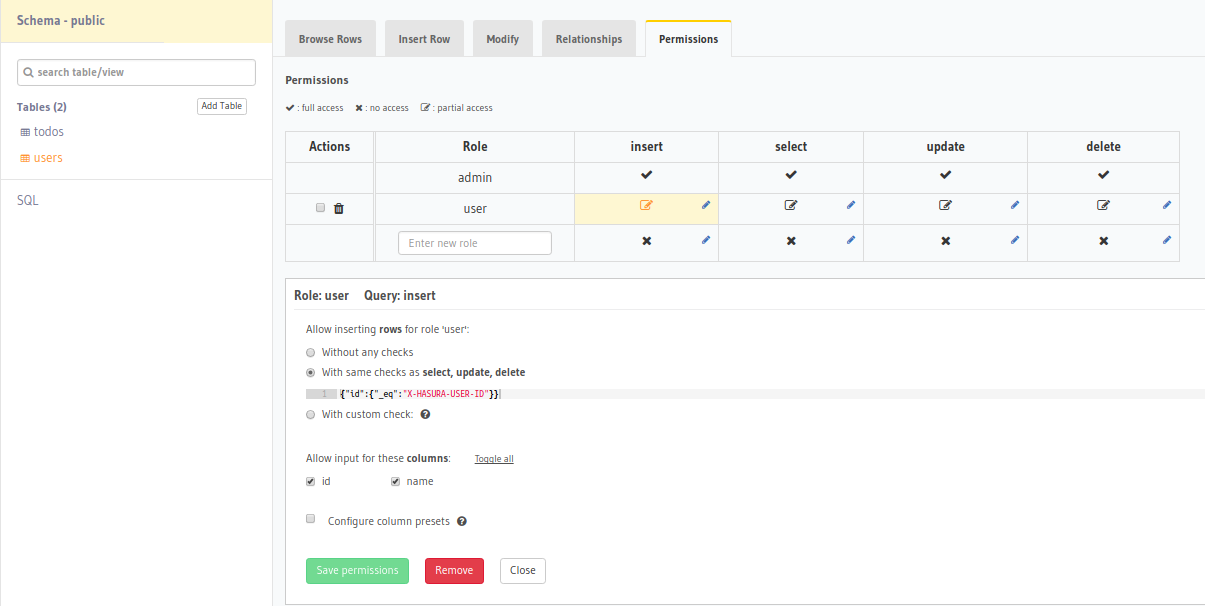 Schema - public
search table/view
Tables (2)
Add Table
todos
users
SQL
Browse Rows
Insert Row
Modify
Relationships
Permissions
Permissions
: full access : no access : partial access
Actions Role insert select update delete
admin
user
Enter new role
Role: user Query: insert
Allow inserting rows for role 'user':
Without any checks
With same checks as select, update, delete
1 {"id":{"_eq":"X-HASURA-USER-ID"}}
With custom check:
Allow input for these columns: Toggle all
id name
Configure column presets
Save permissions Remove Close